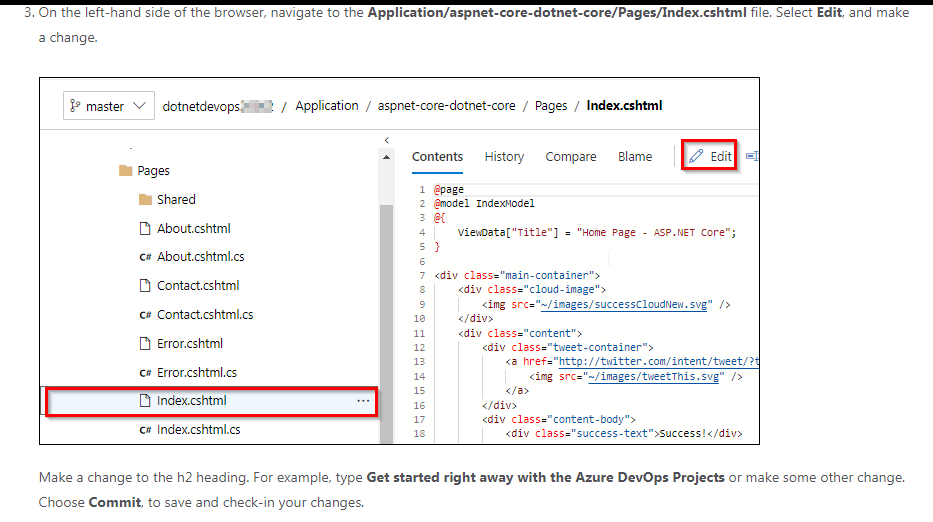 3. On the left-hand side of the browser, navigate to the Application/aspnet-core-dotnet-core/Pages/Index.cshtml file. Select Edit, and make
a change.
master dotnetdevops / Application / aspnet-core-dotnet-core / Pages / Index.cshtml
Pages
Shared
About.cshtml
C# About.cshtml.cs
Contact.cshtml
C# Contact.cshtml.cs
Error.cshtml
C# Error.cshtml.cs
Index.cshtml ...
C# Index.cshtml.cs
Contents History Compare Blame Edit
1 @page
2 @model IndexModel
3 @{
4 ViewData["Title"] = "Home Page - ASP.NET Core";
5 }
6
7 <div class="main-container">
8 <div class="cloud-image">
9 <img src="~/images/successCloudNew.svg" />
10 </div>
11 <div class="content">
12 <div class="tweet-container">
13 <a href="http://twitter.com/intent/tweet/?t
14 <img src="~/images/tweetThis.svg" />
15 </a>
16 </div>
17 <div class="content-body">
18 <div class="success-text">Success!</div>
Make a change to the h2 heading. For example, type Get started right away with the Azure DevOps Projects or make some other change.
Choose Commit, to save and check-in your changes.